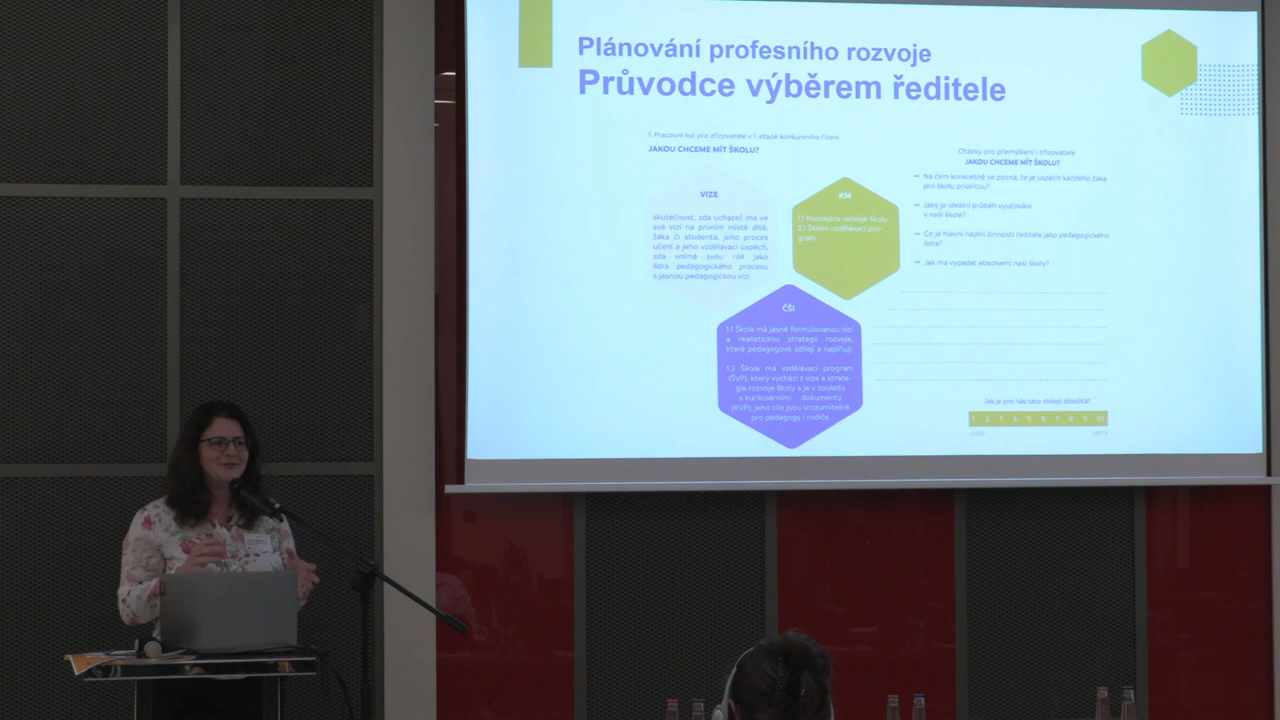 Plánování profesního rozvoje
Průvodce výběrem ředitele
1. Pracovní list pro zřizovatele v 1. etapě konkursního řízení
JAKOU CHCEME MÍT ŠKOLU?
VIZE
skutečnost, zda uchazeč ma ve
své vizi na prvním místě dítě,
žáka či studenta, jeho proces
učení a jeho vzdělávací úspěch,
zda vnímá svou roli jako
lídra pedagogického procesu
s jasnou pedagogickou vizí
KM
1.1 Koncepce rozvoje školy
2.1 Školní vzdělávací pro-
gram
ČŠI
1.1 Škola má jasně formulovanou vizi
a realistickou strategii rozvoje,
které pedagogové sdílejí a naplňují.
1.2 Škola má vzdělávací program
(ŠVP), který vychází z vize a strate-
gie rozvoje školy a je v souladu
s kurikulárními dokumenty
(RVP); jeho cíle jsou srozumitelné
pro pedagogy i rodiče.
Otázky pro přemýšlení i zřizovatele
JAKOU CHCEME MÍT ŠKOLU?
– Na čem konkrétně se pozná, že je úspěch každého žáka
pro školu prioritou?
– Jaký je ideální průběh vyučování
v naší škole?
– Co je hlavní náplní činnosti ředitele jako pedagogického
lídra?
– Jak má vypadat absolvent naší školy?
Jak je pro nás tato oblast důležitá?
1 2 3 4 5 6 7 8 9 10